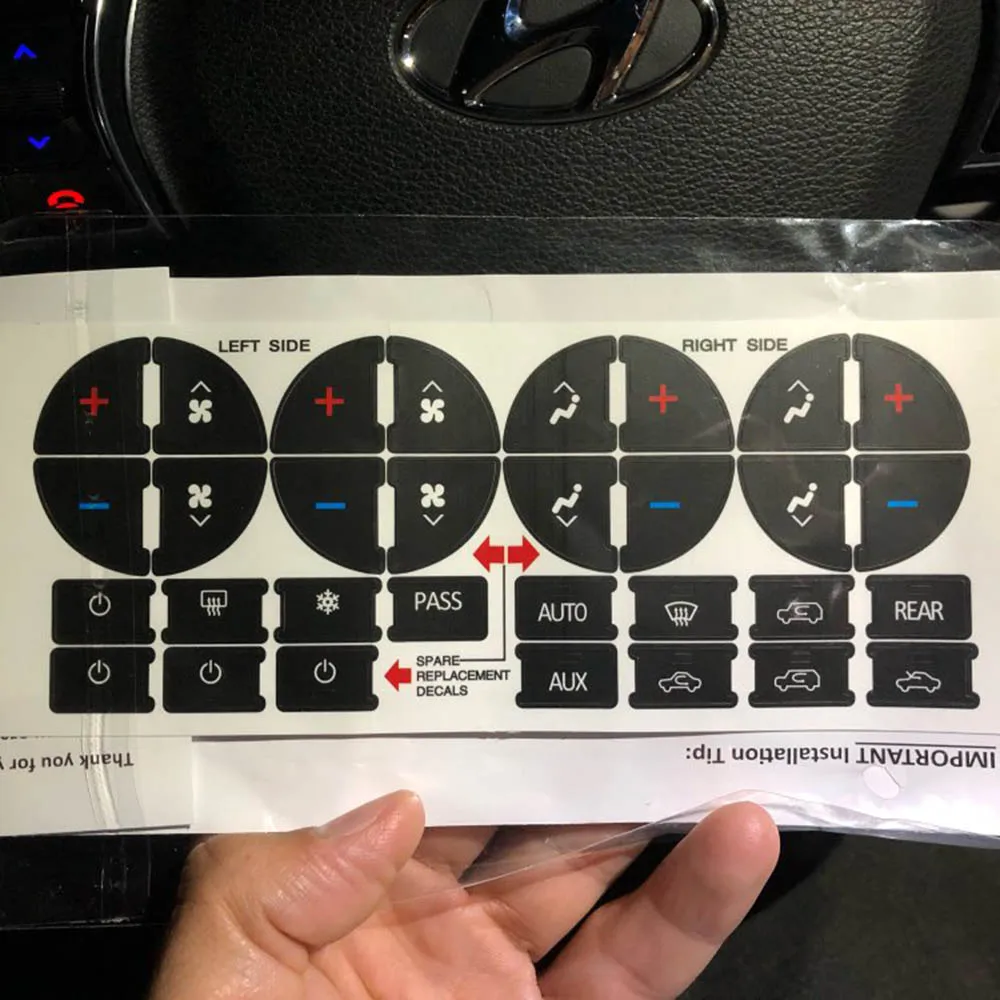 LEFT SIDE
RIGHT SIDE
PASS
AUTO
REAR
SPARE
REPLACEMENT
DECALS
AUX
Thank you for
IMPORTANT Installation Tip: